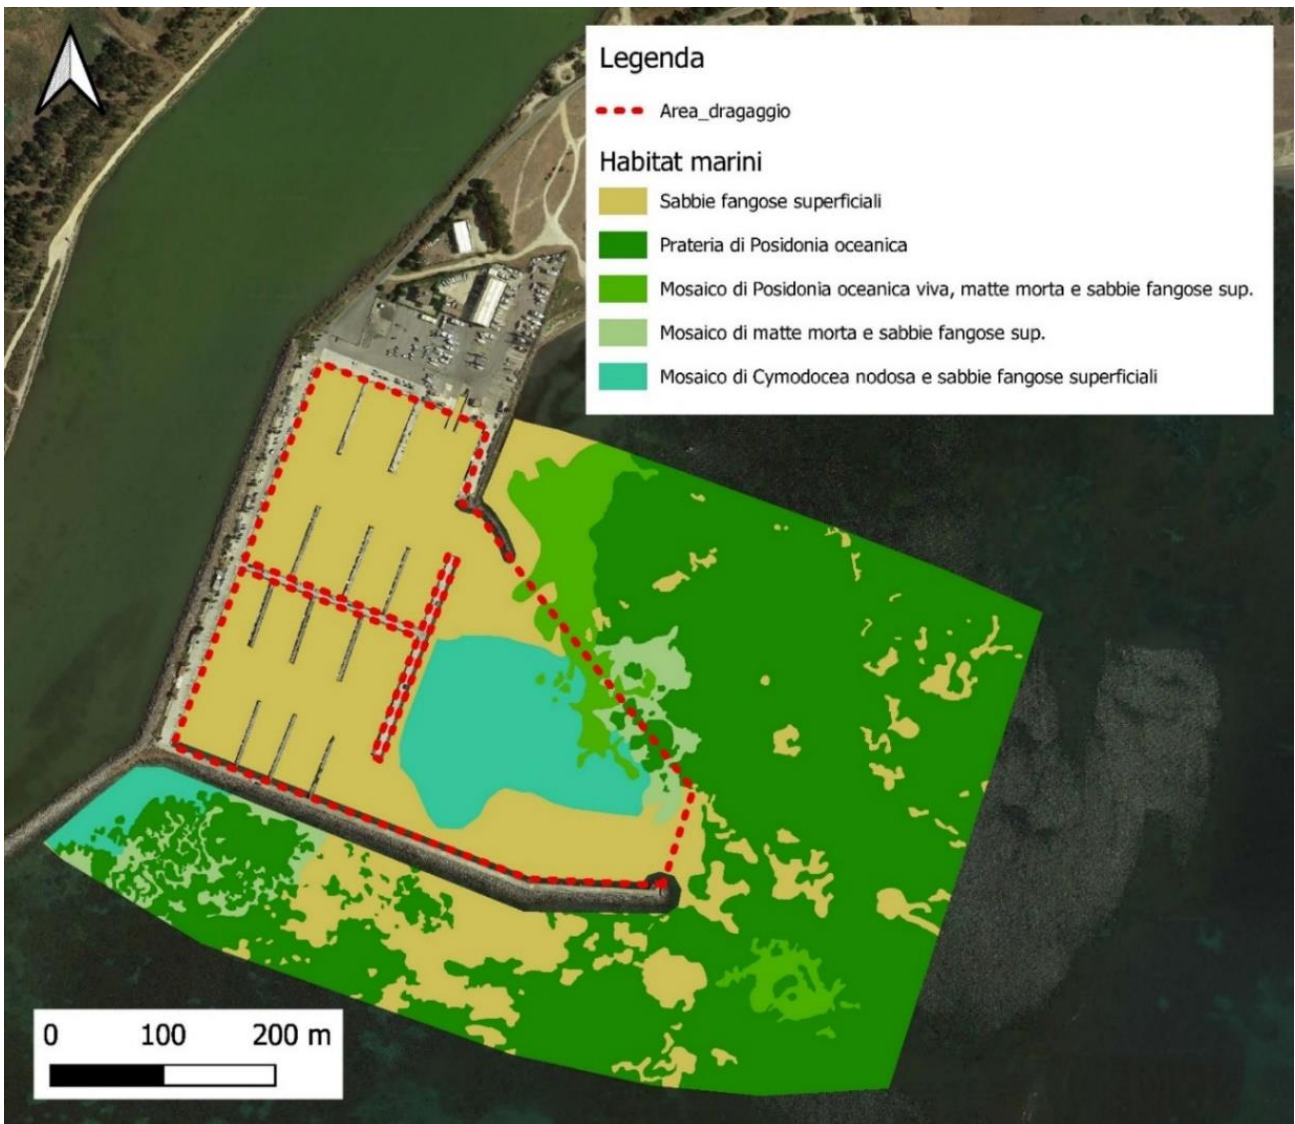 Legenda
Area_dragaggio
Habitat marini
Sabbie fangose superficiali
Prateria di Posidonia oceanica
Mosaico di Posidonia oceanica viva, matte morta e sabbie fangose sup.
Mosaico di matte morta e sabbie fangose sup.
Mosaico di Cymodocea nodosa e sabbie fangose superficiali
0 100 200 m